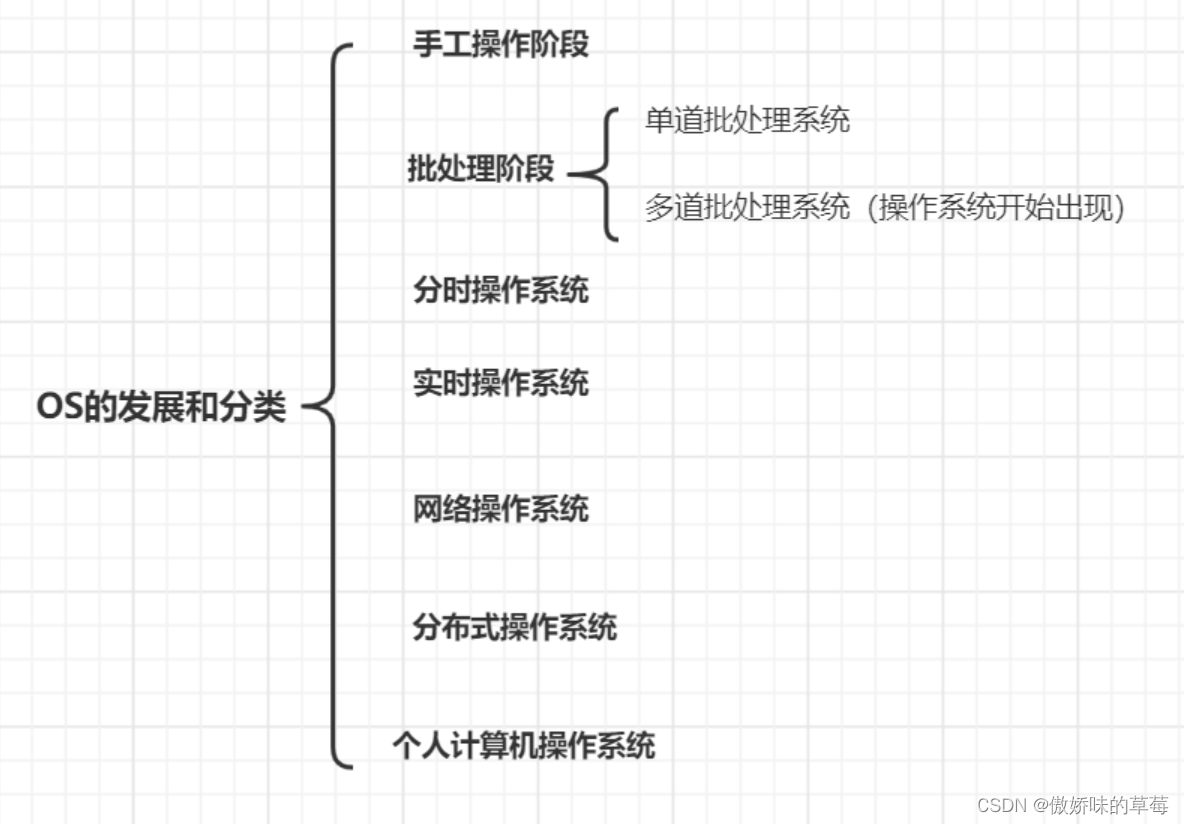 手工操作阶段
单道批处理系统
批处理阶段
多道批处理系统（操作系统开始出现）
分时操作系统
实时操作系统
OS的发展和分类
网络操作系统
分布式操作系统
个人计算机操作系统
CSDN @傲娇味的草莓